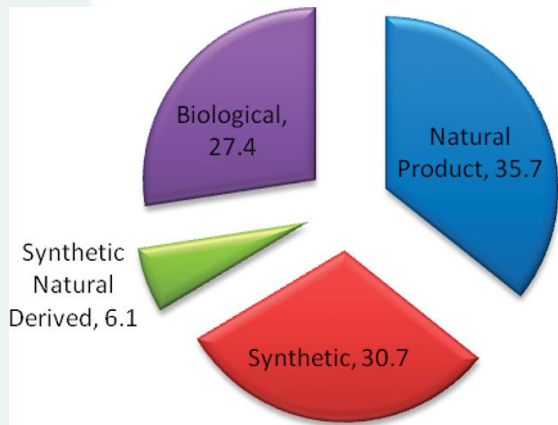 Biological,
27.4
Natural
Product, 35.7
Synthetic
Natural
Derived, 6.1
Synthetic, 30.7